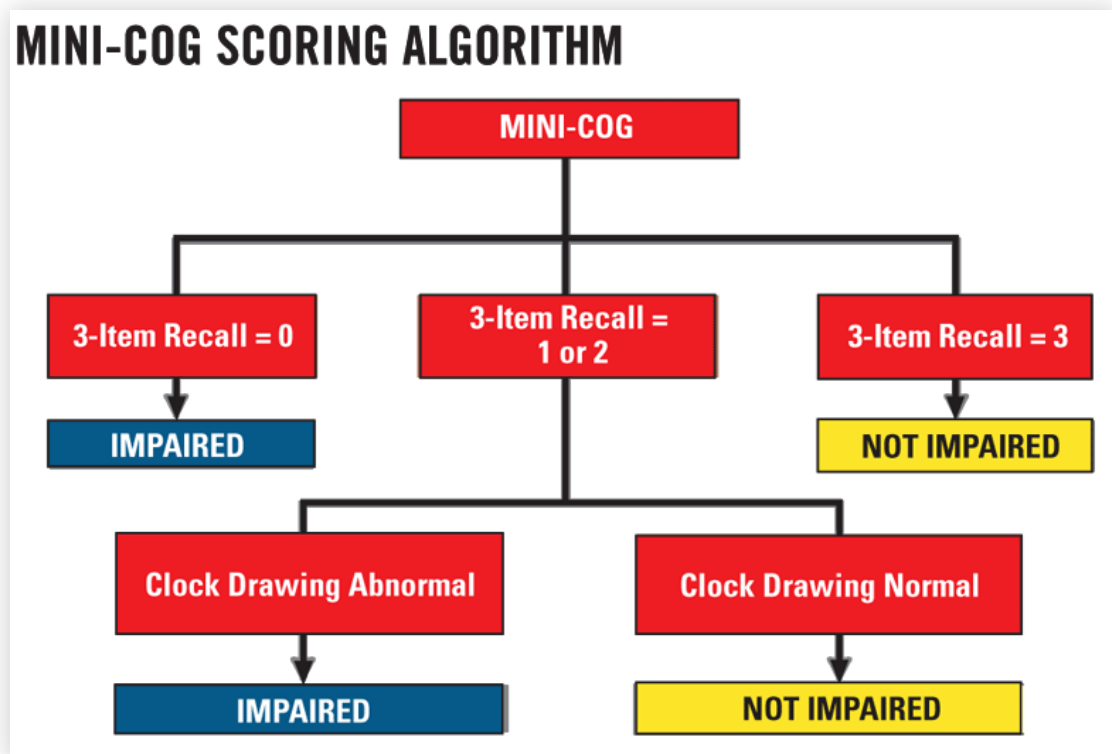 MINI-COG SCORING ALGORITHM
MINI-COG
3-Item Recall = 0
3-Item Recall =
1 or 2
3-Item Recall = 3
IMPAIRED
NOT IMPAIRED
Clock Drawing Abnormal
Clock Drawing Normal
IMPAIRED
NOT IMPAIRED